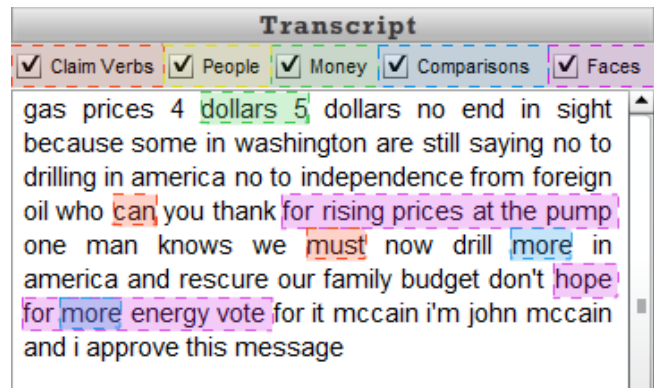 Transcript
Claim Verbs People Money Comparisons Faces
gas prices 4 dollars 5 dollars no end in sight
because some in washington are still saying no to
drilling in america no to independence from foreign
oil who can you thank for rising prices at the pump
one man knows we must now drill more in
america and rescure our family budget don't hope
for more energy vote for it mccain i'm john mccain
and i approve this message